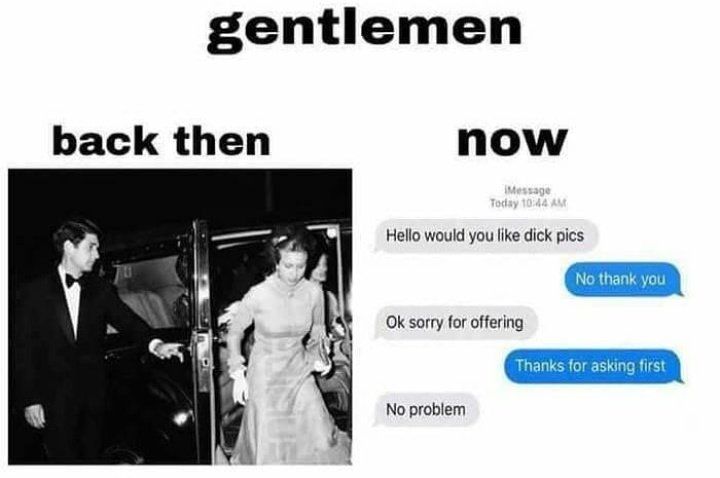 gentlemen
back then
now
iMessage
Today 10:44 AM
Hello would you like dick pics
No thank you
Ok sorry for offering
Thanks for asking first
No problem